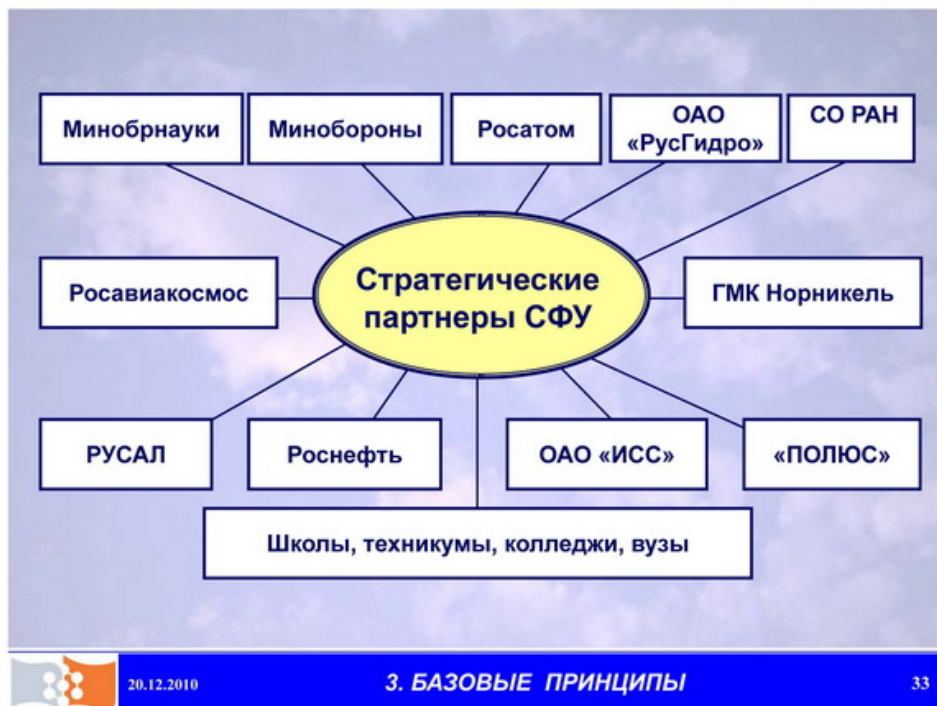 Минобрнауки
Минобороны
Росатом
ОАО
«РусГидро»
СО РАН
Стратегические
партнеры СФУ
Росавиакосмос
ГМК Норникель
РУСАЛ
Роснефть
ОАО «ИСС»
«ПОЛЮС»
Школы, техникумы, колледжи, вузы
20.12.2010
3. БАЗОВЫЕ ПРИНЦИПЫ
33